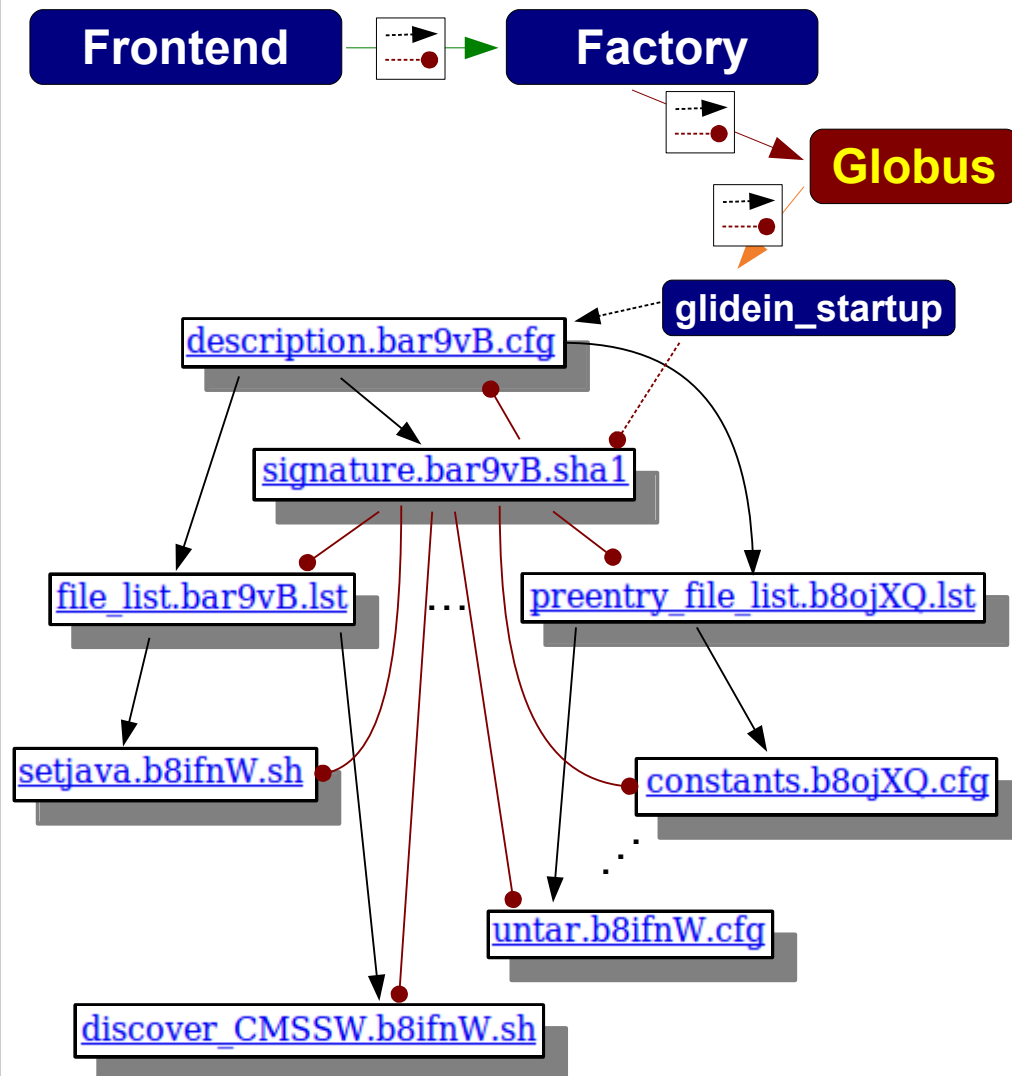 Frontend
Factory
Globus
glidein_startup
description.bar9vB.cfg
signature.bar9vB.sha1
file_list.bar9vB.lst
...
preentry_file_list.b8ojXQ.lst
setjava.b8ifnW.sh
constants.b8ojXQ.cfg
...
untar.b8ifnW.cfg
discover_CMSSW.b8ifnW.sh